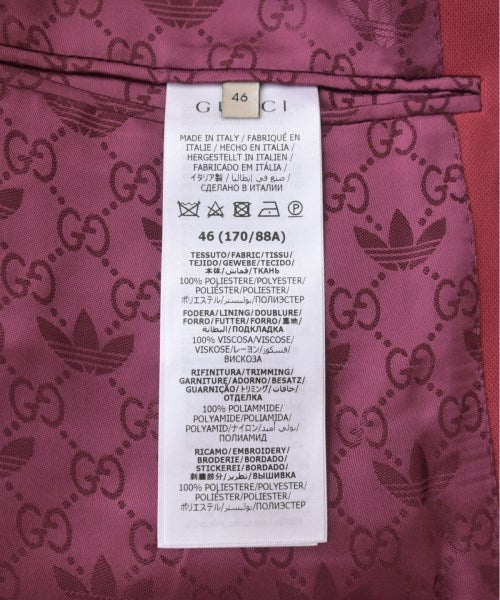 46
GUCCI
MADE IN ITALY / FABRIQUÉ EN
ITALIE / HECHO EN ITALIA /
HERGESTELLT IN ITALIEN /
FABRICADO EM ITÁLIA /
イタリア製 / صنع في إيطاليا /
СДЕЛАНО В ИТАЛИИ
P
46 (170/88A)
TESSUTO/FABRIC/TISSU/
TEJIDO/GEWEBE/TECIDO/
本体/قماش/ТКАНЬ
100% POLIESTERE/POLYESTER/
POLIÉSTER/POLYESTER/
ポリエステル/بوليستر/ПОЛИЭСТЕР
FODERA/LINING/DOUBLURE/
FORRO/FUTTER/FORRO/裏地/
البطانة/ПОДКЛАДКА
100% VISCOSA/VISCOSE/
VISKOSE/レーヨン/فسكوز/
ВИСКОЗА
RIFINITURA/TRIMMING/
GARNITURE/ADORNO/BESATZ/
GUARNIÇÃO/トリミング/حافات/
ОТДЕЛКА
100% POLIAMMIDE/
POLYAMIDE/POLIAMIDA/
POLYAMID/ナイロン/بولي أميد/
ПОЛИАМИД
RICAMO/EMBROIDERY/
BRODERIE/BORDADO/
STICKEREI/BORDADO/
刺繍部分/تطريز/ВЫШИВКА
100% POLIESTERE/POLYESTER/
POLIÉSTER/POLYESTER/
ポリエステル/بوليستر/ПОЛИЭСТЕР